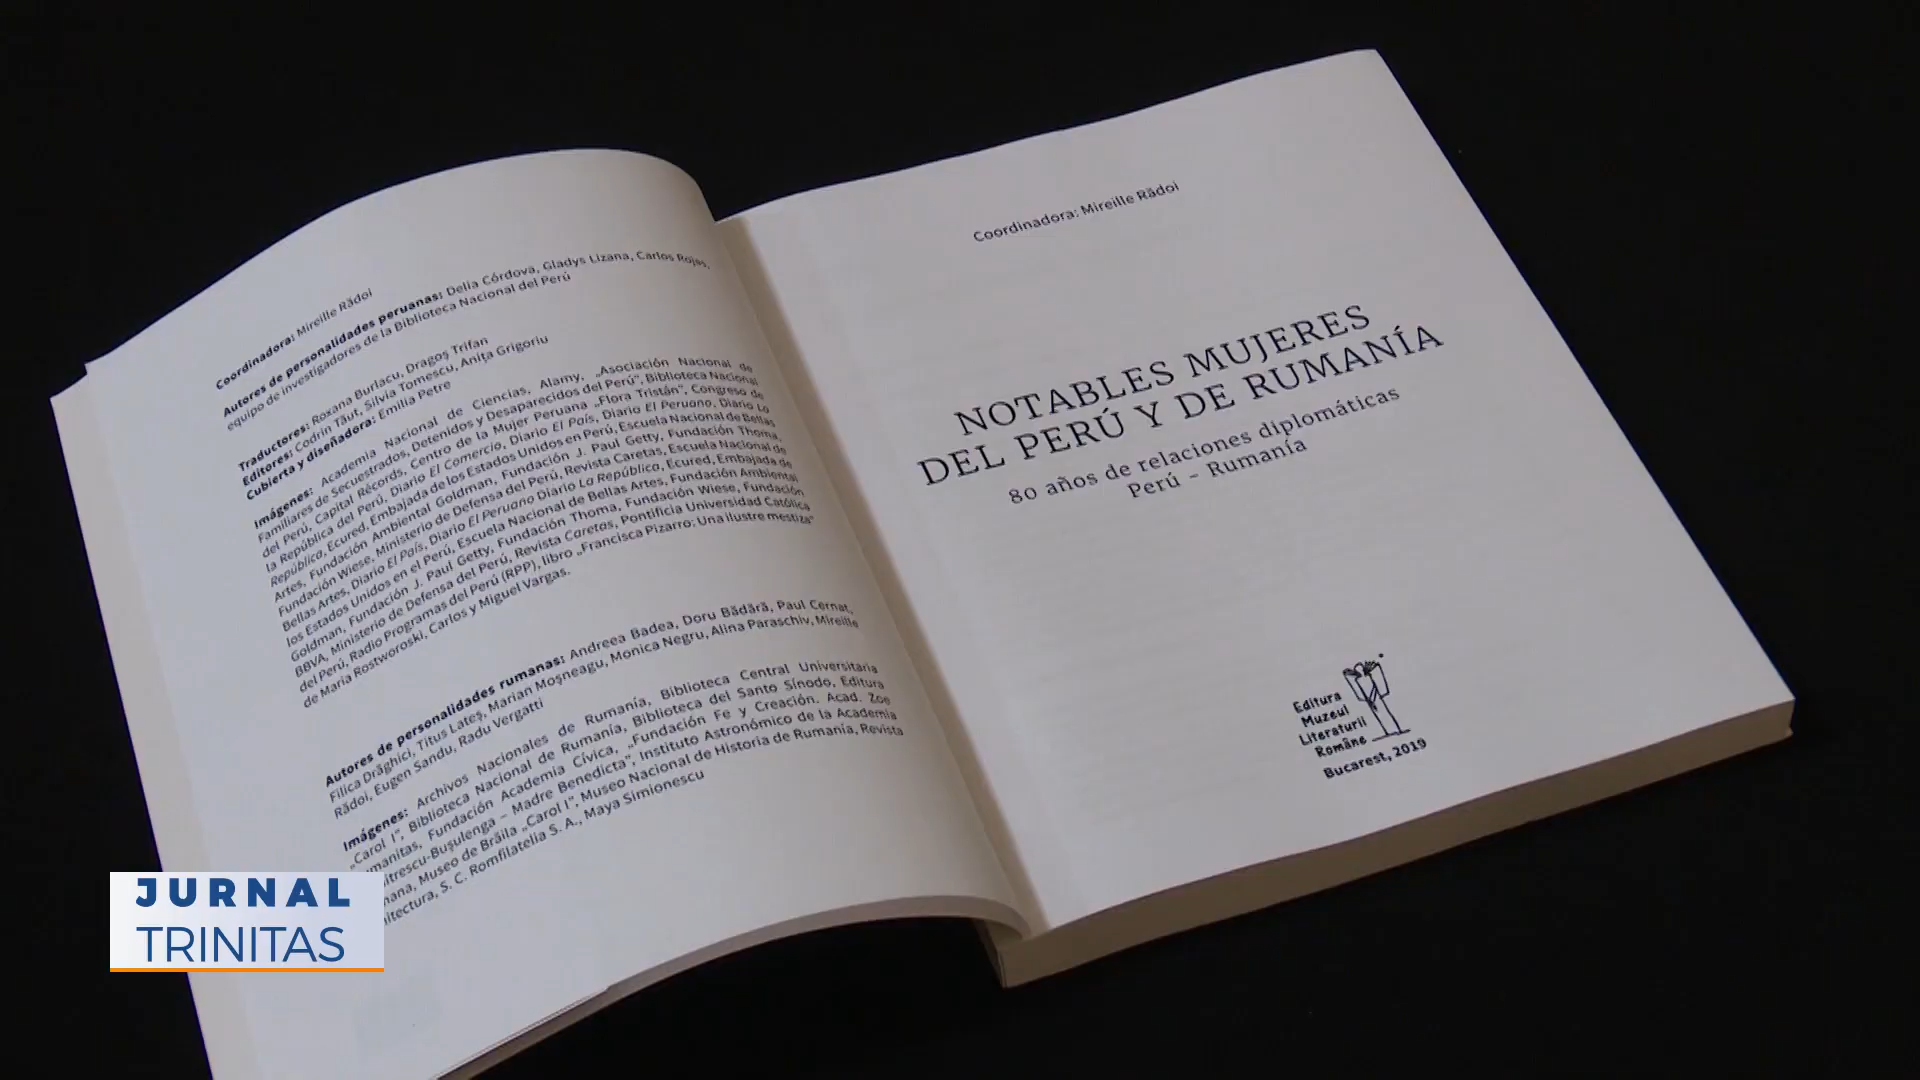 Coordinadora: Mireille Rădoi
Autores de personalidades peruanas: Delia Córdova, Gladys Lizana, Carlos Rojas,
equipo de investigadores de la Biblioteca Nacional del Perú
Traductores: Roxana Burlacu, Dragoș Trifan
Editores: Codrin Tăut, Silvia Tomescu, Anița Grigoriu
Cubierta y diseñadora: Emilia Petre
Imágenes: Academia Nacional de Ciencias, Alamy, „Asociación Nacional de
Familiares de Secuestrados, Detenidos y Desaparecidos del Perú”, Biblioteca Nacional
del Perú, Capital Récords, Centro de la Mujer Peruana „Flora Tristán”, Congreso de
la República del Perú, Diario El Comercio, Diario El País, Diario El Peruano, Diario La
República, Ecured, Embajada de los Estados Unidos en Perú, Escuela Nacional de Bellas
Artes, Fundación Ambiental Goldman, Fundación J. Paul Getty, Fundación Thoma,
Fundación Wiese, Ministerio de Defensa del Perú, Revista Caretas, Escuela Nacional de
Bellas Artes, Diario El País, Diario El Peruano Diario La República, Ecured, Embajada de
los Estados Unidos en el Perú, Escuela Nacional de Bellas Artes, Fundación Ambiental
Goldman, Fundación J. Paul Getty, Fundación Thoma, Fundación Wiese, Fundación
BBVA, Ministerio de Defensa del Perú, Revista Caretas, Pontificia Universidad Católica
del Perú, Radio Programas del Perú (RPP), libro „Francisca Pizarro: Una ilustre mestiza”
de María Rostworoski, Carlos y Miguel Vargas.
Autores de personalidades rumanas: Andreea Badea, Doru Bădără, Paul Cernat,
Filica Drăghici, Titus Lateș, Marian Moșneagu, Monica Negru, Alina Paraschiv, Mireille
Rădoi, Eugen Sandu, Radu Vergatti
Imágenes: Archivos Nacionales de Rumanía, Biblioteca Central Universitaria
„Carol I”, Biblioteca Nacional de Rumanía, Biblioteca del Santo Sínodo, Editura
umanitas, Fundación Academia Cívica, „Fundación Fe y Creación. Acad. Zoe
mitrescu-Bușulenga – Madre Benedicta”, Instituto Astronómico de la Academia
mana, Museo de Brăila „Carol I”, Museo Nacional de Historia de Rumanía, Revista
itectura, S. C. Romfilatelia S. A., Maya Simionescu
Coordinadora: Mireille Rădoi
NOTABLES MUJERES
DEL PERÚ Y DE RUMANÍA
80 años de relaciones diplomáticas
Perú – Rumanía
Editura
Muzeul
Literaturii
Române
Bucarest, 2019
JURNAL
TRINITAS